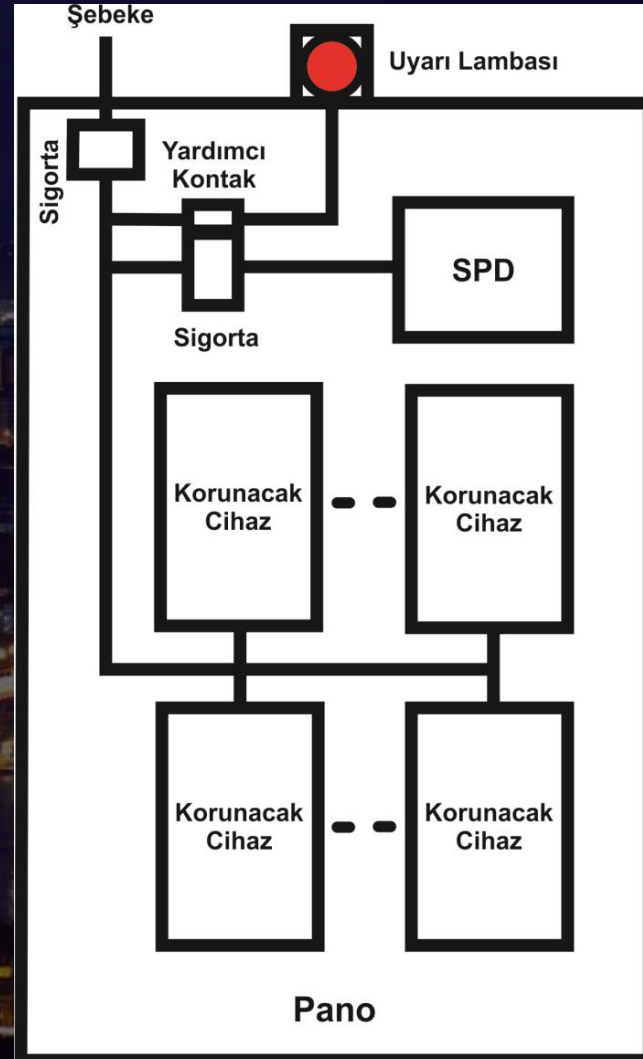 Şebeke
Uyarı Lambası
Sigorta
Yardımcı
Kontak
SPD
Sigorta
Korunacak
Cihaz
Korunacak
Cihaz
Korunacak
Cihaz
Korunacak
Cihaz
Pano